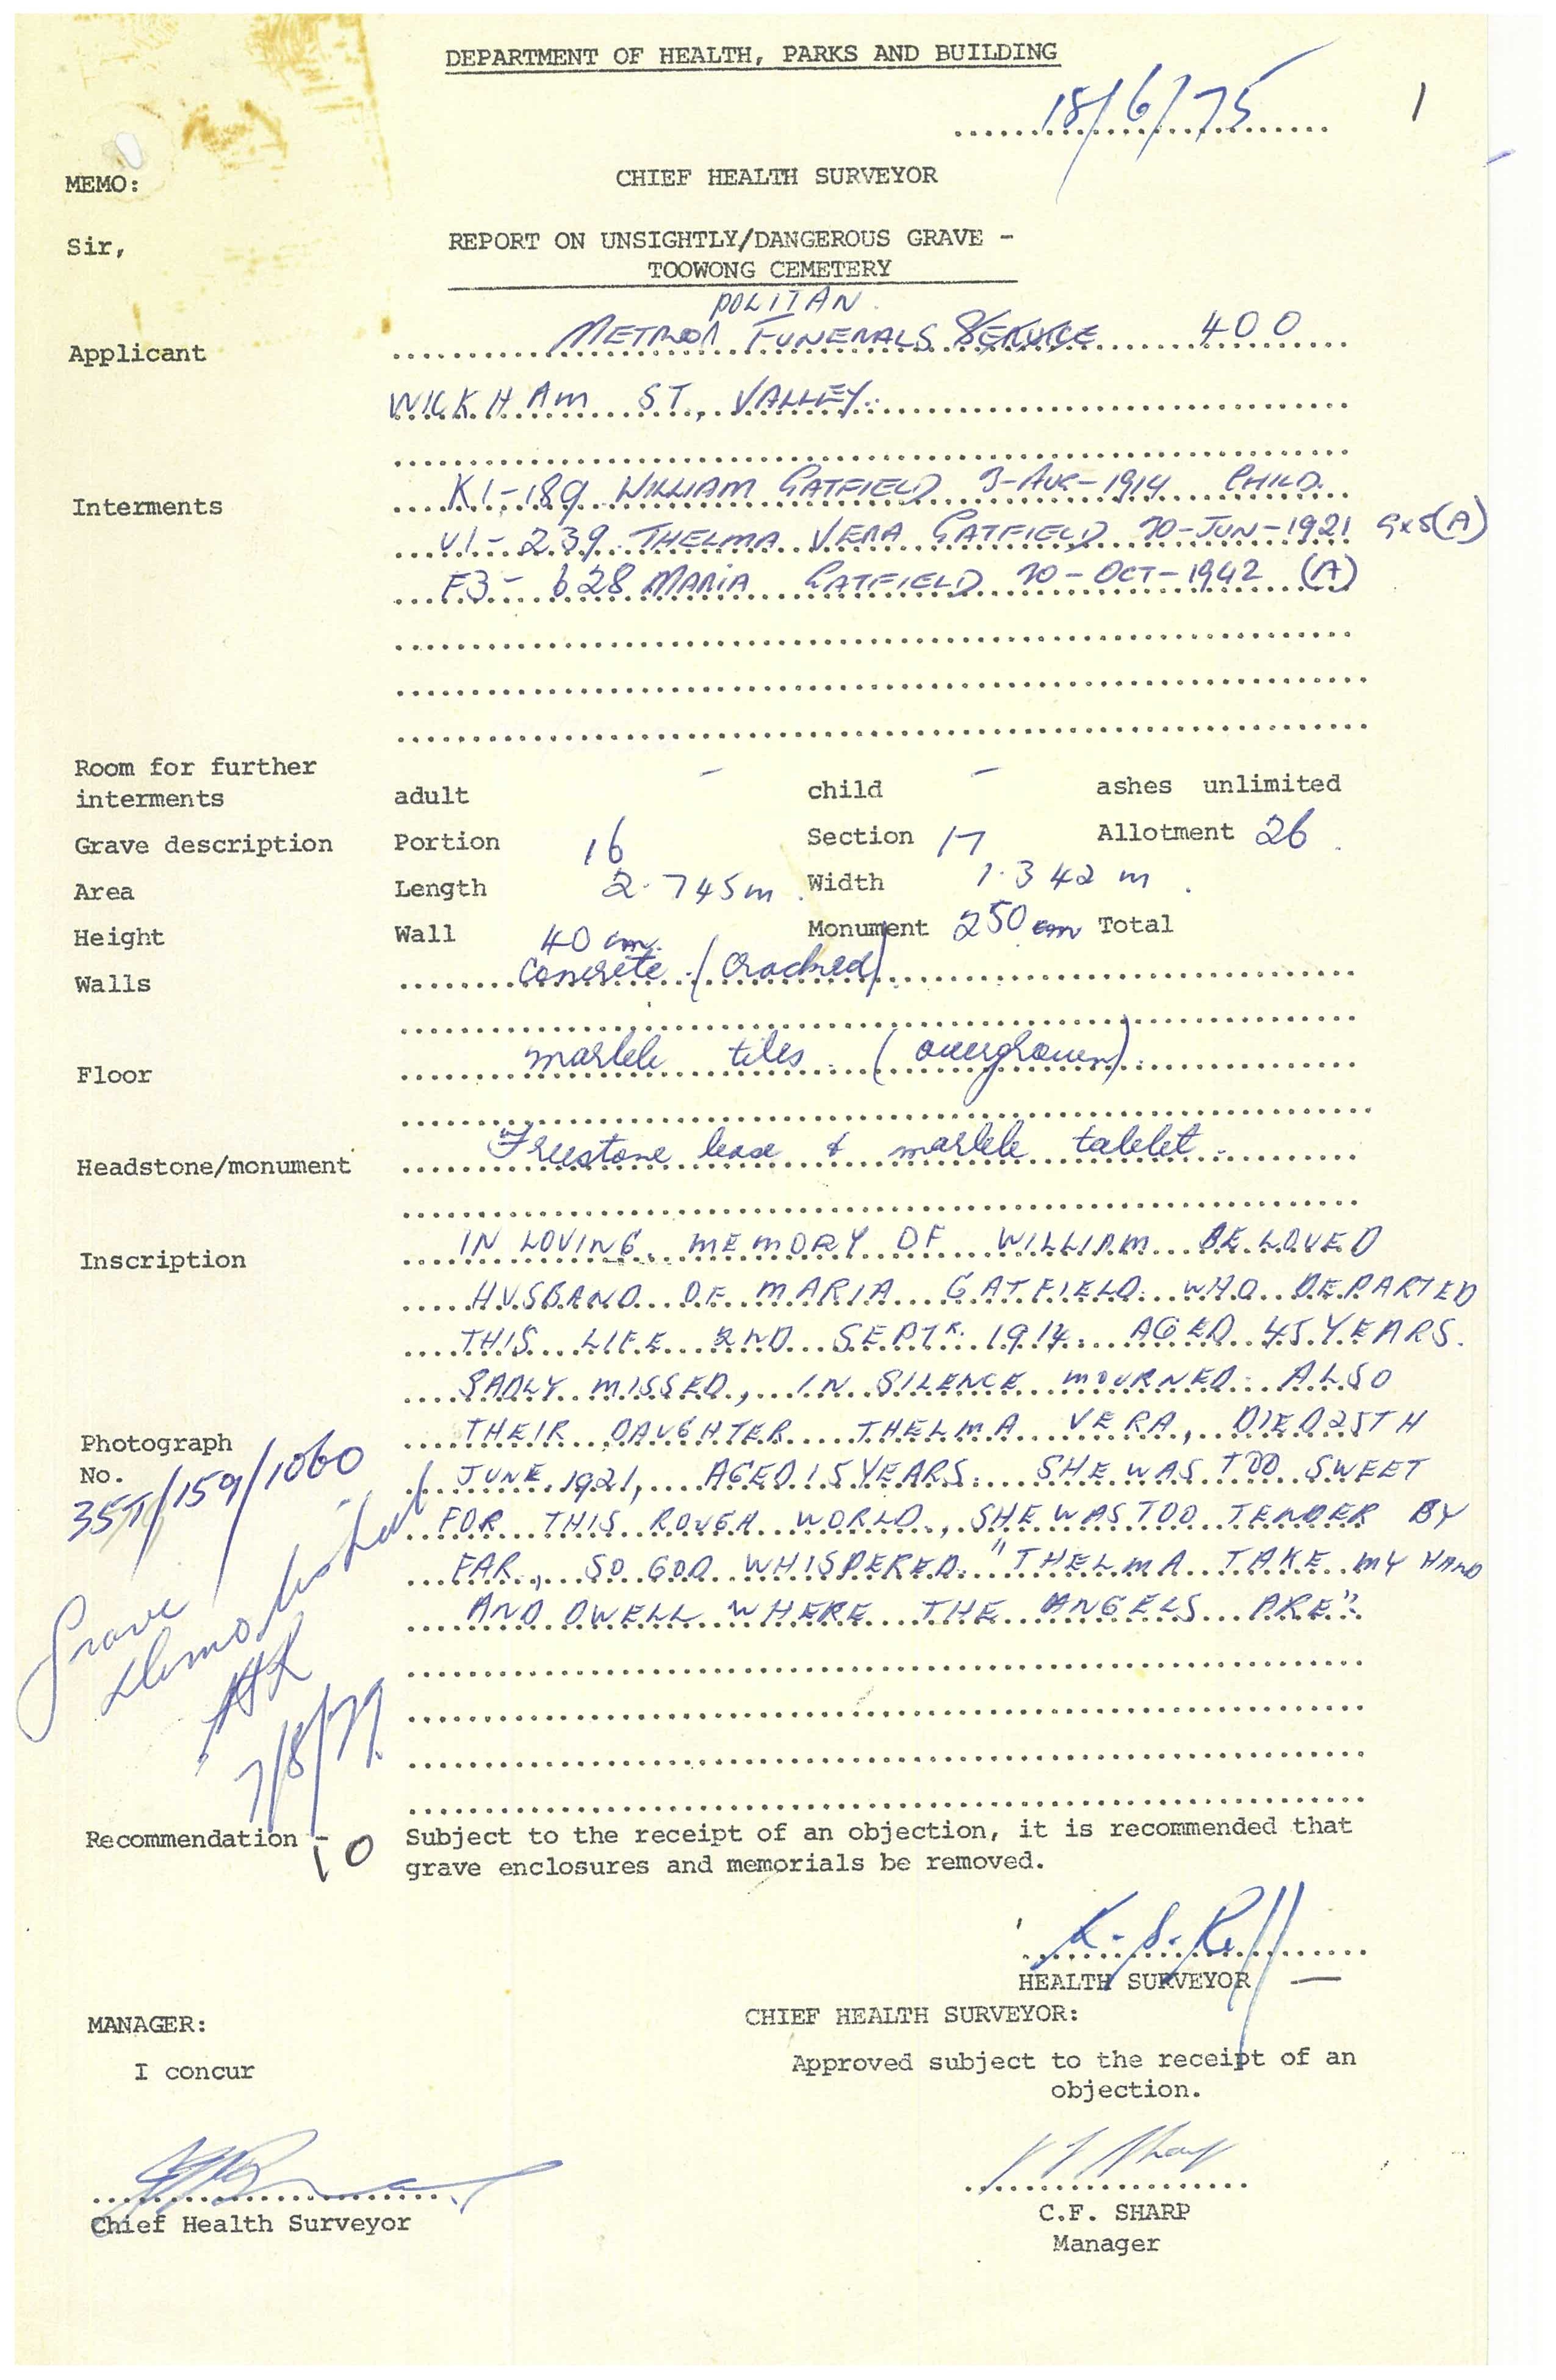 DEPARTMENT OF HEALTH, PARKS AND BUILDING
18/6/75
1
MEMO:
CHIEF HEALTH SURVEYOR
Sir,
REPORT ON UNSIGHTLY/DANGEROUS GRAVE -
TOOWONG CEMETERY
POLITAN
Applicant METRO FUNERALS SERVICE 400
WICKHAM ST, VALLEY.
Interments K1-189 WILLIAM GATFIELD 3-AUG-1914 CHILD.
V1-239 THELMA VERA GATFIELD JUN-1921 9x5(A)
F3-628 MARIA GATFIELD OCT-1942 (A)
Room for further
interments adult - child - ashes unlimited
Grave description Portion 16 Section 17 Allotment 26.
Area Length 2.745m. Width 1.342 m.
Height Wall 40 cm. Monument 250 cm Total
Walls Concrete. (Cracked)
Floor marble tiles. (overgrown).
Headstone/monument Freestone base & marble tablet.
Inscription IN LOVING MEMORY OF WILLIAM BELOVED
HUSBAND OF MARIA GATFIELD WHO DEPARTED
THIS LIFE 2ND SEPTR. 1914. AGED 45 YEARS.
SADLY MISSED, IN SILENCE MOURNED. ALSO
THEIR DAUGHTER THELMA VERA, DIED 25TH
Photograph
No.
357/159/1060
JUNE 1921, AGED 15 YEARS. SHE WAS TOO SWEET
FOR THIS ROUGH WORLD, SHE WAS TOO TENDER BY
FAR, SO GOD WHISPERED "THELMA TAKE MY HAND
AND DWELL WHERE THE ANGELS ARE".
Grave
demolished
7/8/79.
Recommendation - Subject to the receipt of an objection, it is recommended that
10 grave enclosures and memorials be removed.
HEALTH SURVEYOR —
MANAGER:
CHIEF HEALTH SURVEYOR:
I concur
Approved subject to the receipt of an
objection.
Chief Health Surveyor
C.F. SHARP
Manager